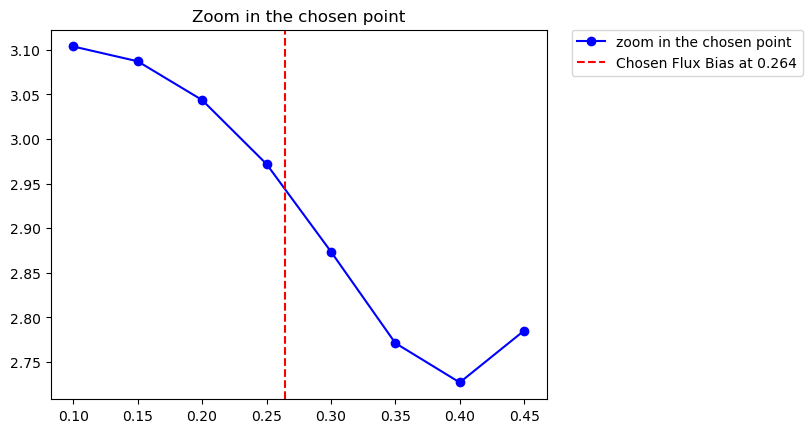 Zoom in the chosen point
zoom in the chosen point
Chosen Flux Bias at 0.264
3.10
3.05
3.00
2.95
2.90
2.85
2.80
2.75
0.10 0.15 0.20 0.25 0.30 0.35 0.40 0.45